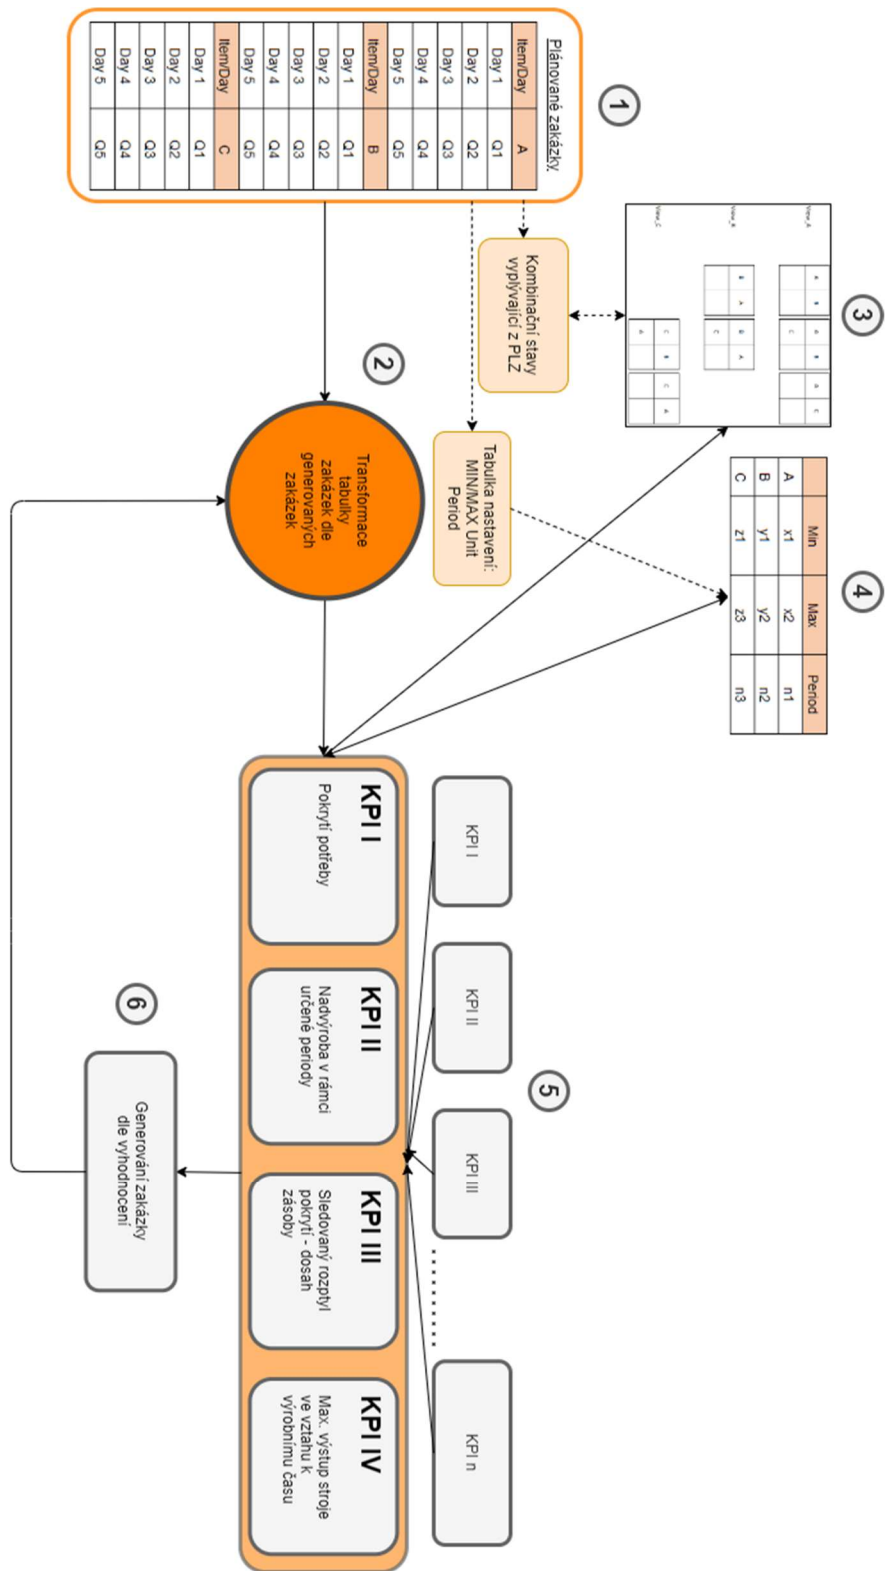 1
Plánované zakázky:
Item/Day A
Day 1 Q1
Day 2 Q2
Day 3 Q3
Day 4 Q4
Day 5 Q5
Item/Day B
Day 1 Q1
Day 2 Q2
Day 3 Q3
Day 4 Q4
Day 5 Q5
Item/Day C
Day 1 Q1
Day 2 Q2
Day 3 Q3
Day 4 Q4
Day 5 Q5
3
View_A
A B A B A C
C
View_B
B A B A
C
View_C
C B C A
A
4
Min Max Period
A x1 x2 n1
B y1 y2 n2
C z1 z3 n3
Kombinační stavy
vyplývající z PLZ
Tabulka nastavení:
MIN/MAX Unit
Period
2
Transformace
tabulky
zakázek dle
generovaných
zakázek
5
KPI I
KPI II
KPI III
KPI n
KPI I
Pokrytí potřeby
KPI II
Nadvýroba v rámci
určené periody
KPI III
Sledovaný rozptyl
pokrytí - dosah
zásoby
KPI IV
Max. výstup stroje
ve vztahu k
výrobnímu času
6
Generování zakázky
dle vyhodnocení